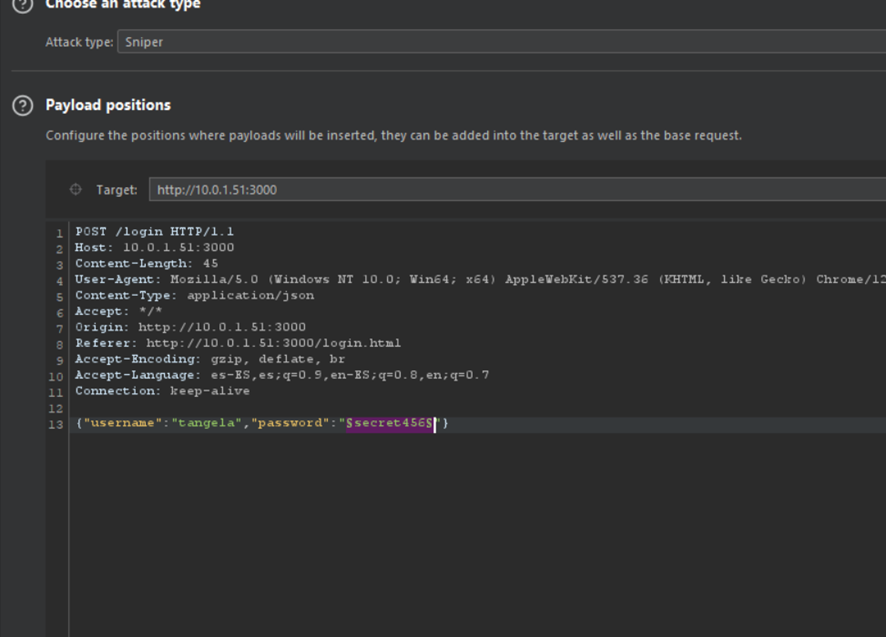 Choose an attack type
Attack type: Sniper
Payload positions
Configure the positions where payloads will be inserted, they can be added into the target as well as the base request.
Target: http://10.0.1.51:3000
1 POST /login HTTP/1.1
2 Host: 10.0.1.51:3000
3 Content-Length: 45
4 User-Agent: Mozilla/5.0 (Windows NT 10.0; Win64; x64) AppleWebKit/537.36 (KHTML, like Gecko) Chrome/12
5 Content-Type: application/json
6 Accept: */*
7 Origin: http://10.0.1.51:3000
8 Referer: http://10.0.1.51:3000/login.html
9 Accept-Encoding: gzip, deflate, br
10 Accept-Language: es-ES,es;q=0.9,en-ES;q=0.8,en;q=0.7
11 Connection: keep-alive
12
13 {"username":"tangela","password":"§secret456§"}